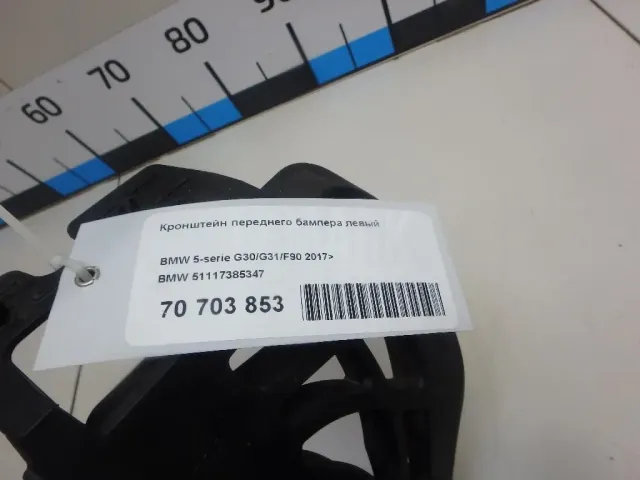 60 70 80
Кронштейн переднего бампера левый
BMW 5-serie G30/G31/F90 2017>
BMW 51117385347
70 703 853